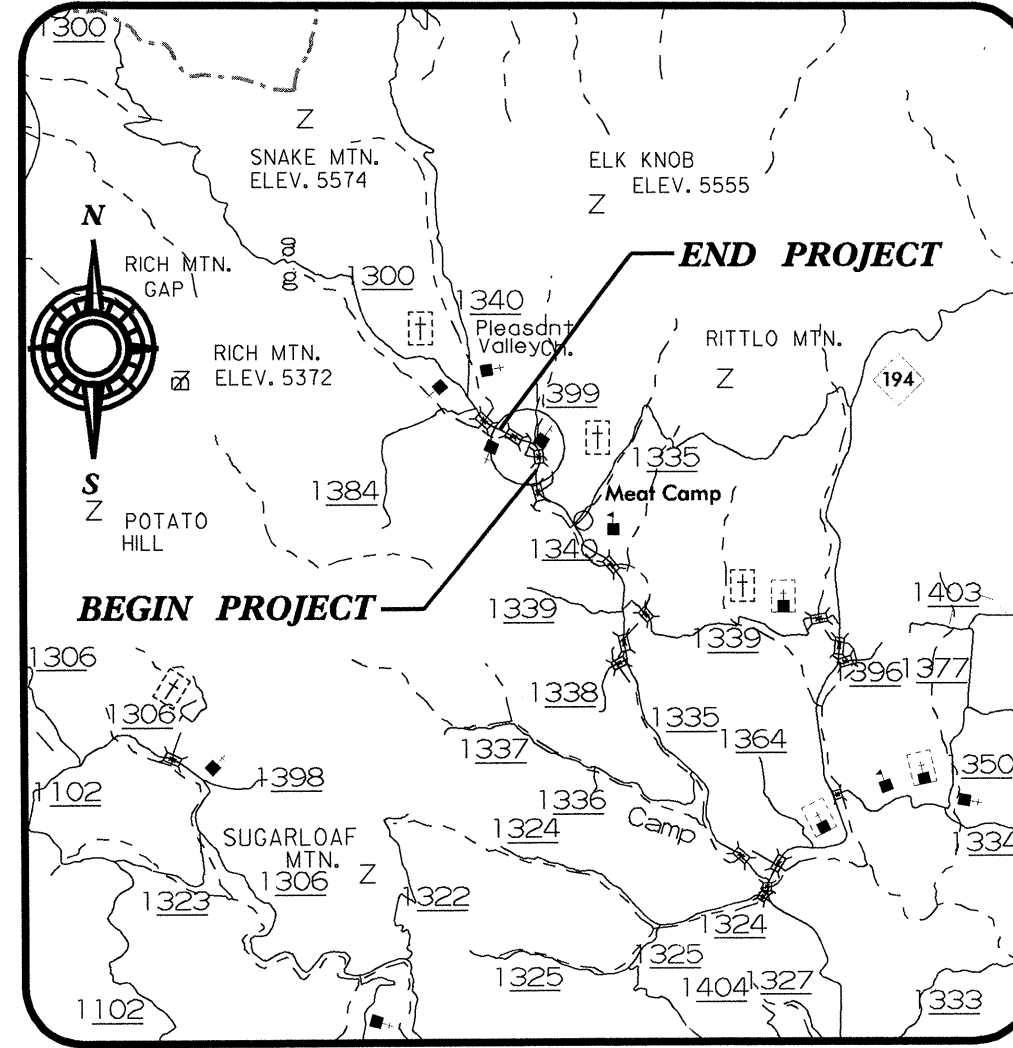 1300
SNAKE MTN.
ELEV. 5574
ELK KNOB
ELEV. 5555
N
RICH MTN.
GAP
1300
END PROJECT
1340
Pleasant
ValleyCh.
RITTLO MTN.
RICH MTN.
ELEV. 5372
194
399
1335
1384
Meat Camp
S
POTATO
HILL
1340
BEGIN PROJECT
1339
1403
1339
1306
1396
1377
1338
1306
1335
1364
1337
350
1398
1102
1336
1324
Camp
1334
SUGARLOAF
MTN.
1306
1322
1323
1324
1325
1325
1404
1327
1102
1333